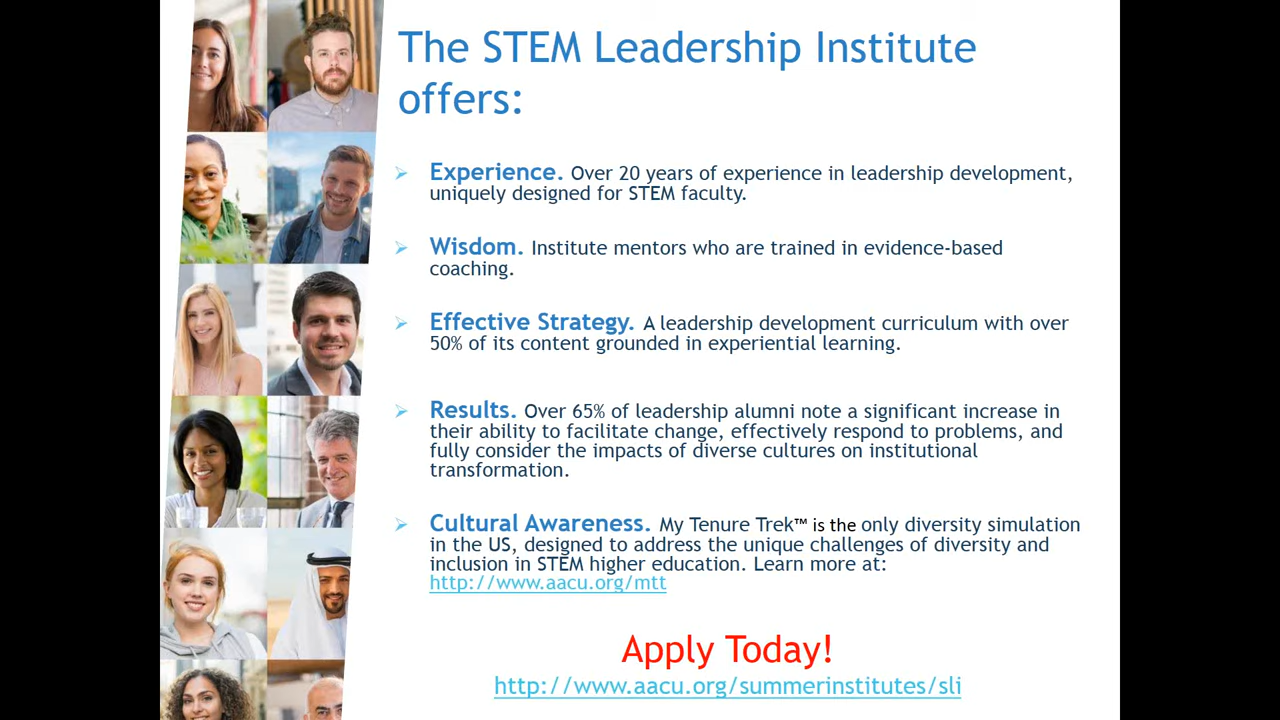 The STEM Leadership Institute
offers:
Experience. Over 20 years of experience in leadership development,
uniquely designed for STEM faculty.
Wisdom. Institute mentors who are trained in evidence-based
coaching.
Effective Strategy. A leadership development curriculum with over
50% of its content grounded in experiential learning.
Results. Over 65% of leadership alumni note a significant increase in
their ability to facilitate change, effectively respond to problems, and
fully consider the impacts of diverse cultures on institutional
transformation.
Cultural Awareness. My Tenure Trek™ is the only diversity simulation
in the US, designed to address the unique challenges of diversity and
inclusion in STEM higher education. Learn more at:
http://www.aacu.org/mtt
Apply Today!
http://www.aacu.org/summerinstitutes/sli